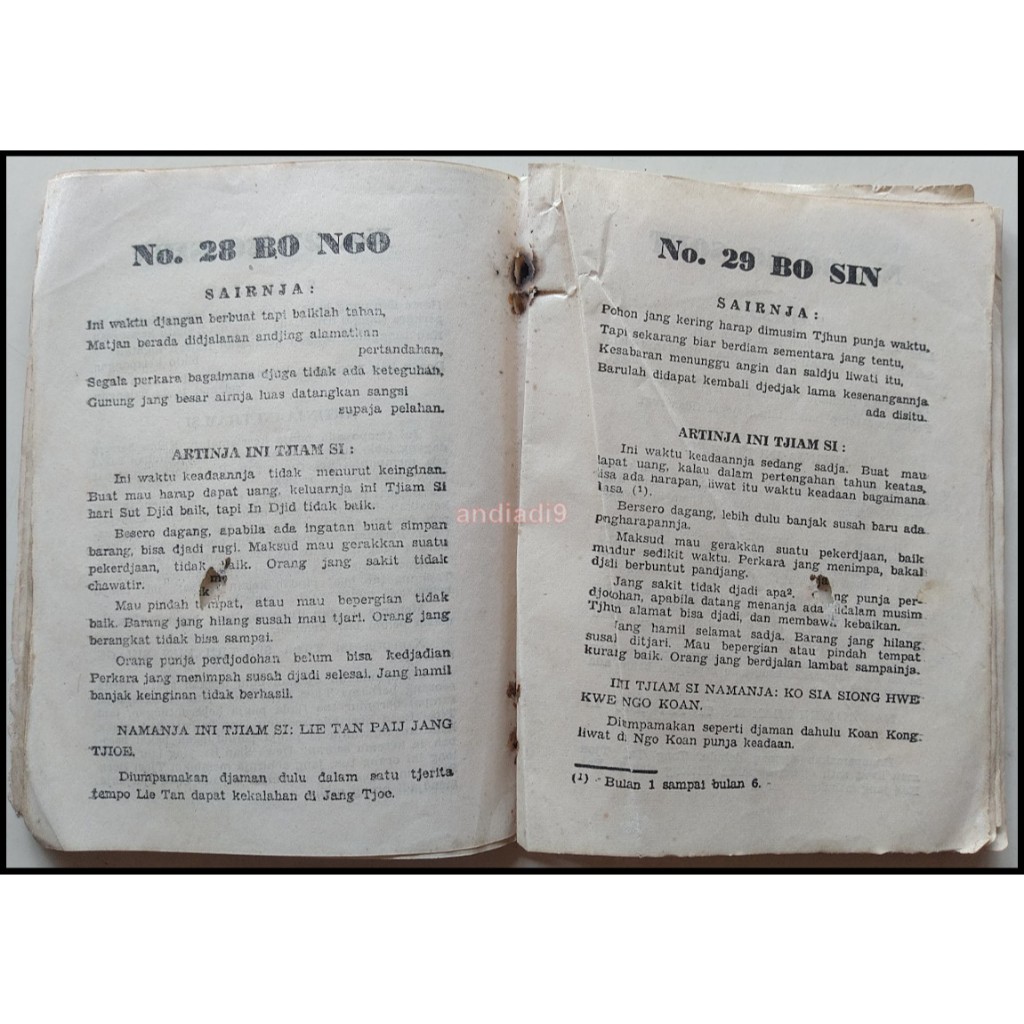 No. 28 BO NGO
SAIRNJA:
Ini waktu djangan berbuat tapi baiklah tahan,
Matjan berada didjalanan andjing alamatkan
pertandahan,
Segala perkara bagaimana djuga tidak ada keteguhan,
Gunung jang besar airnja luas datangkan sangsi
supaja pelahan.
ARTINJA INI TJIAM SI:
Ini waktu keadaannja tidak menurut keinginan.
Buat mau harap dapat uang, keluarnja ini Tjiam Si
hari Sut Djid baik, tapi In Djid tidak baik.
Besero dagang, apabila ada ingatan buat simpan
barang, bisa djadi rugi. Maksud mau gerakkan suatu
pekerdjaan, tidak baik. Orang jang sakit tidak
chawatir.
Mau pindah tempat, atau mau bepergian tidak
baik. Barang jang hilang susah mau tjari. Orang jang
berangkat tidak bisa sampai.
Orang punja perdjodohan belum bisa kedjadian
Perkara jang menimpah susah djadi selesai. Jang hamil
banjak keinginan tidak berhasil.
NAMANJA INI TJIAM SI: LIE TAN PAIJ JANG
TJIOE.
Diumpamakan djaman dulu dalam satu tjerita
tempo Lie Tan dapat kekalahan di Jang Tjoe.
No. 29 BO SIN
SAIRNJA:
Pohon jang kering harap dimusim Tjhun punja waktu,
Tapi sekarang biar berdiam sementara jang tentu,
Kesabaran menunggu angin dan saldju liwati itu,
Barulah didapat kembali djedjak lama kesenangannja
ada disitu.
ARTINJA INI TJIAM SI:
Ini waktu keadaannja sedang sadja. Buat mau
dapat uang, kalau dalam pertengahan tahun keatas,
bisa ada harapan, liwat itu waktu keadaan bagaimana
biasa (1).
Bersero dagang, lebih dulu banjak susah baru ada
pngharapannja.
Maksud mau gerakkan suatu pekerdjaan, baik
mundur sedikit waktu. Perkara jang menimpa, bakal
djadi berbuntut pandjang.
Jang sakit tidak djadi apa². punja per-
djodohan, apabila datang menanja ada didalam musim
Tjhun alamat bisa djadi, dan membawa kebaikan.
Jang hamil selamat sadja. Barang jang hilang
susal ditjari. Mau bepergian atau pindah tempat
kurang baik. Orang jang berdjalan lambat sampainja.
INI TJIAM SI NAMANJA: KO SIA SIONG HWE
KWE NGO KOAN.
Diumpamakan seperti djaman dahulu Koan Kong
liwat di Ngo Koan punja keadaan.
(1) - Bulan 1 sampai bulan 6. -
andiadi9